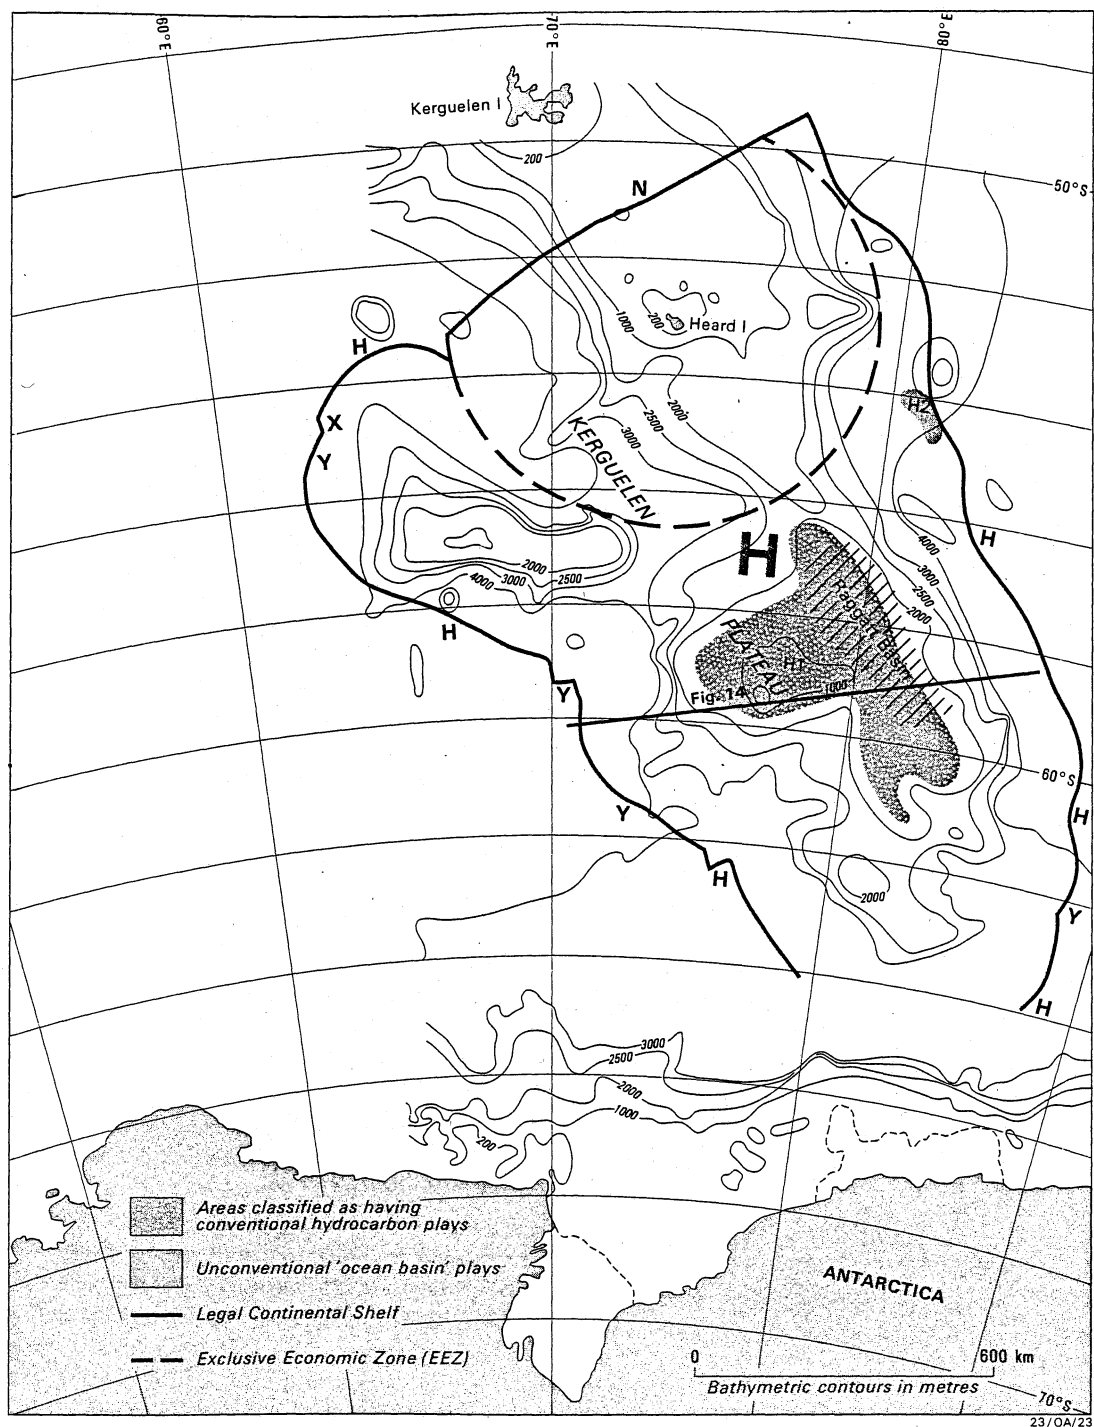 60°E
70°E
80°E
Kerguelen I
200
50°S
N
1000
200
Heard I
H
2000
2500
3000
H2
X
Y
KERGUELEN
H
4000
3000
2500
2000
H
2000
4000
3000
2500
Raggatt Basin
H
PLATEAU
H1
Y
Fig. 14
1000
60°S
Y
H
H
2000
Y
H
3000
2500
2000
1000
200
Areas classified as having
conventional hydrocarbon plays
Unconventional 'ocean basin' plays
Legal Continental Shelf
Exclusive Economic Zone (EEZ)
ANTARCTICA
0 600 km
Bathymetric contours in metres
70°S
23/OA/23